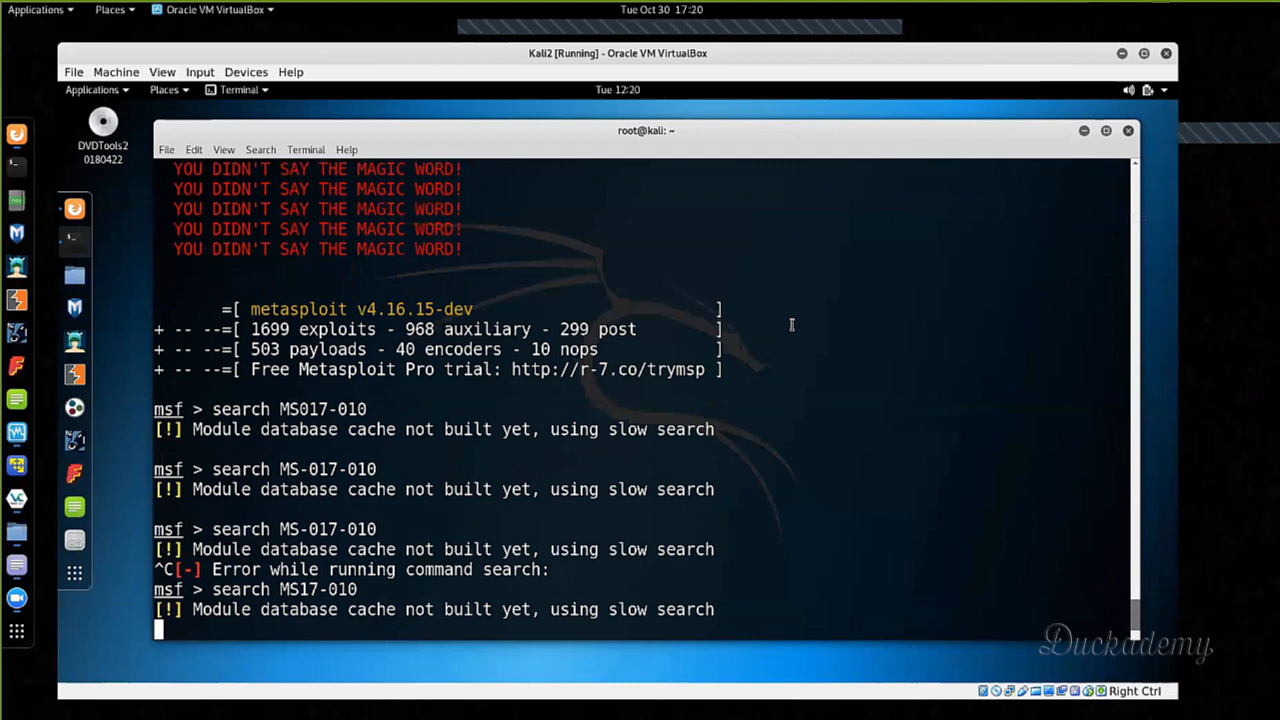 Applications Places Oracle VM VirtualBox Tue Oct 30 17:20
Kali2 [Running] - Oracle VM VirtualBox
File Machine View Input Devices Help
Applications Places Terminal Tue 12:20
DVDTools2
0180422
root@kali: ~
File Edit View Search Terminal Help
YOU DIDN'T SAY THE MAGIC WORD!
YOU DIDN'T SAY THE MAGIC WORD!
YOU DIDN'T SAY THE MAGIC WORD!
YOU DIDN'T SAY THE MAGIC WORD!
YOU DIDN'T SAY THE MAGIC WORD!
=[ metasploit v4.16.15-dev ]
+ -- --=[ 1699 exploits - 968 auxiliary - 299 post ]
+ -- --=[ 503 payloads - 40 encoders - 10 nops ]
+ -- --=[ Free Metasploit Pro trial: http://r-7.co/trymsp ]
msf > search MS017-010
[!] Module database cache not built yet, using slow search
msf > search MS-017-010
[!] Module database cache not built yet, using slow search
msf > search MS-017-010
[!] Module database cache not built yet, using slow search
^C[-] Error while running command search:
msf > search MS17-010
[!] Module database cache not built yet, using slow search
Duckademy
Right Ctrl